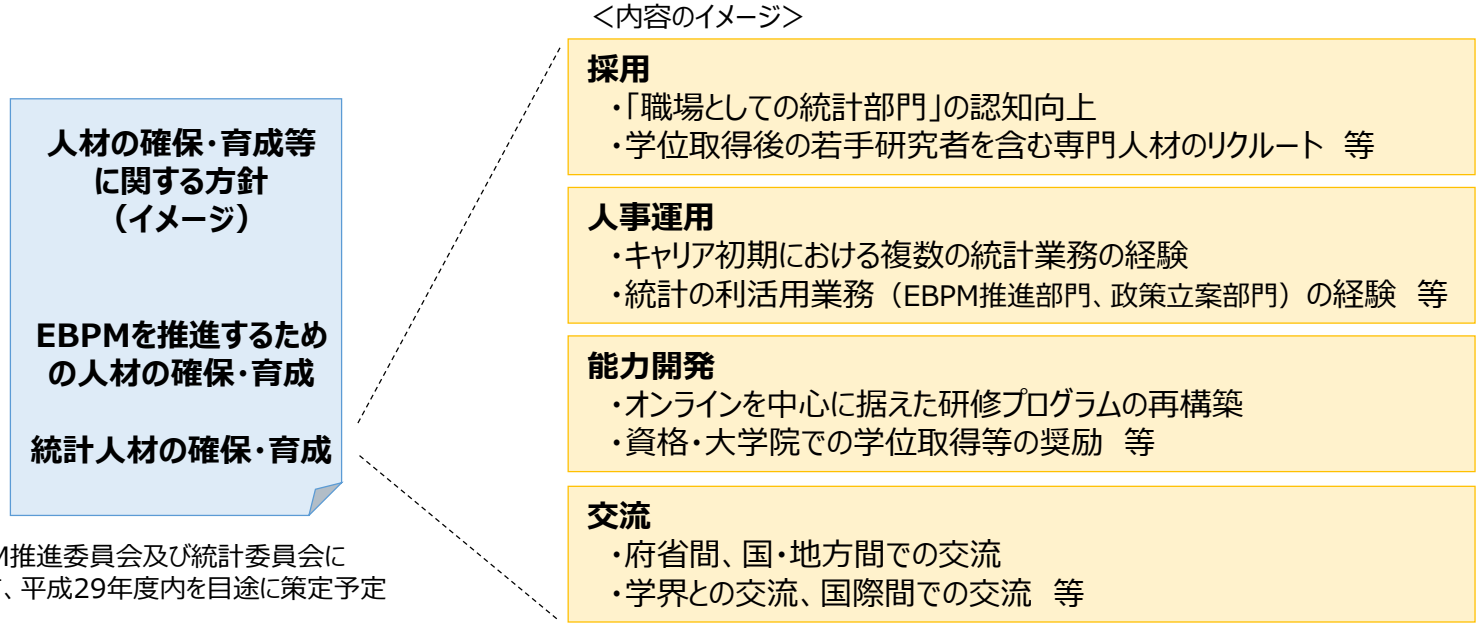 <内容のイメージ>
人材の確保・育成等
に関する方針
(イメージ)
EBPMを推進するため
の人材の確保・育成
統計人材の確保・育成
M推進委員会及び統計委員会に
、平成29年度内を目途に策定予定
採用
・「職場としての統計部門」の認知向上
・学位取得後の若手研究者を含む専門人材のリクルート 等
人事運用
・キャリア初期における複数の統計業務の経験
・統計の利活用業務(EBPM推進部門、政策立案部門)の経験 等
能力開発
・オンラインを中心に据えた研修プログラムの再構築
・資格・大学院での学位取得等の奨励 等
交流
・府省間、国・地方間での交流
・学界との交流、国際間での交流 等